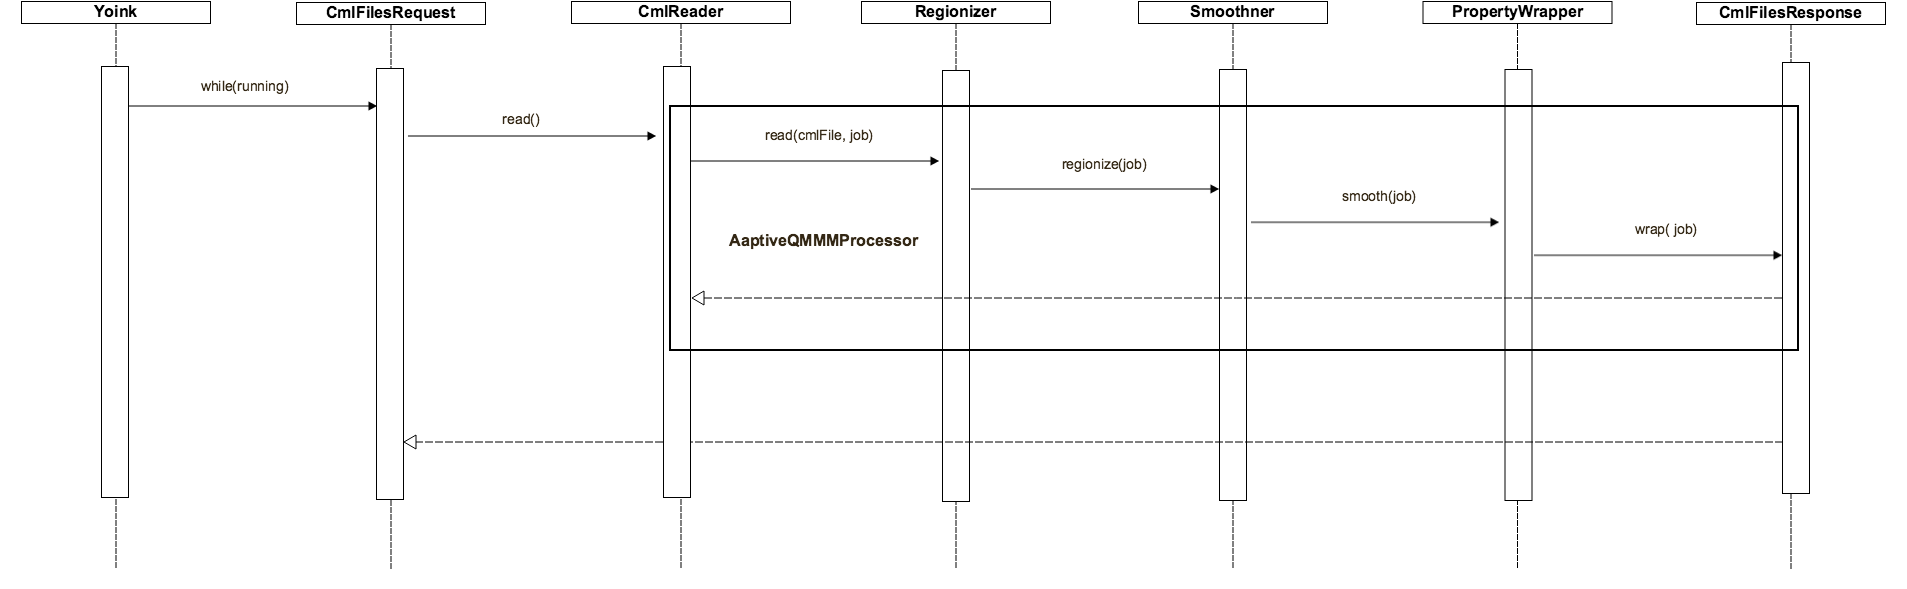 Yoink
CmlFilesRequest
CmlReader
Regionizer
Smoothner
PropertyWrapper
CmlFilesResponse
while(running)
read()
read(cmlFile, job)
regionize(job)
smooth(job)
wrap( job)
AaptiveQMMMProcessor